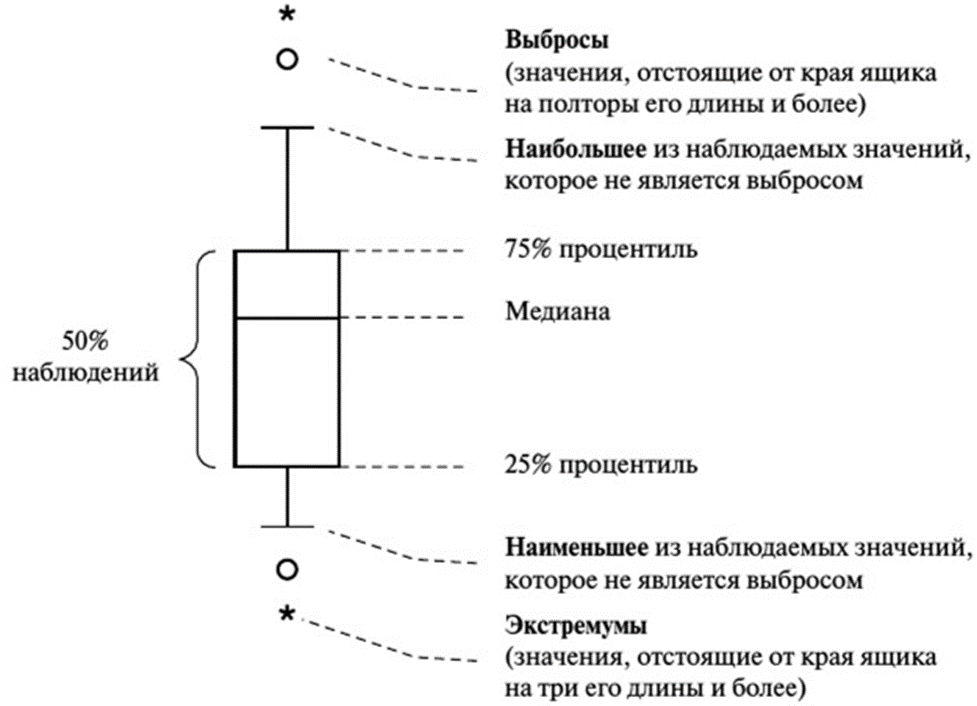 Выбросы
(значения, отстоящие от края ящика
на полторы его длины и более)
Наибольшее из наблюдаемых значений,
которое не является выбросом
75% процентиль
Медиана
50%
наблюдений
25% процентиль
Наименьшее из наблюдаемых значений,
которое не является выбросом
Экстремумы
(значения, отстоящие от края ящика
на три его длины и более)